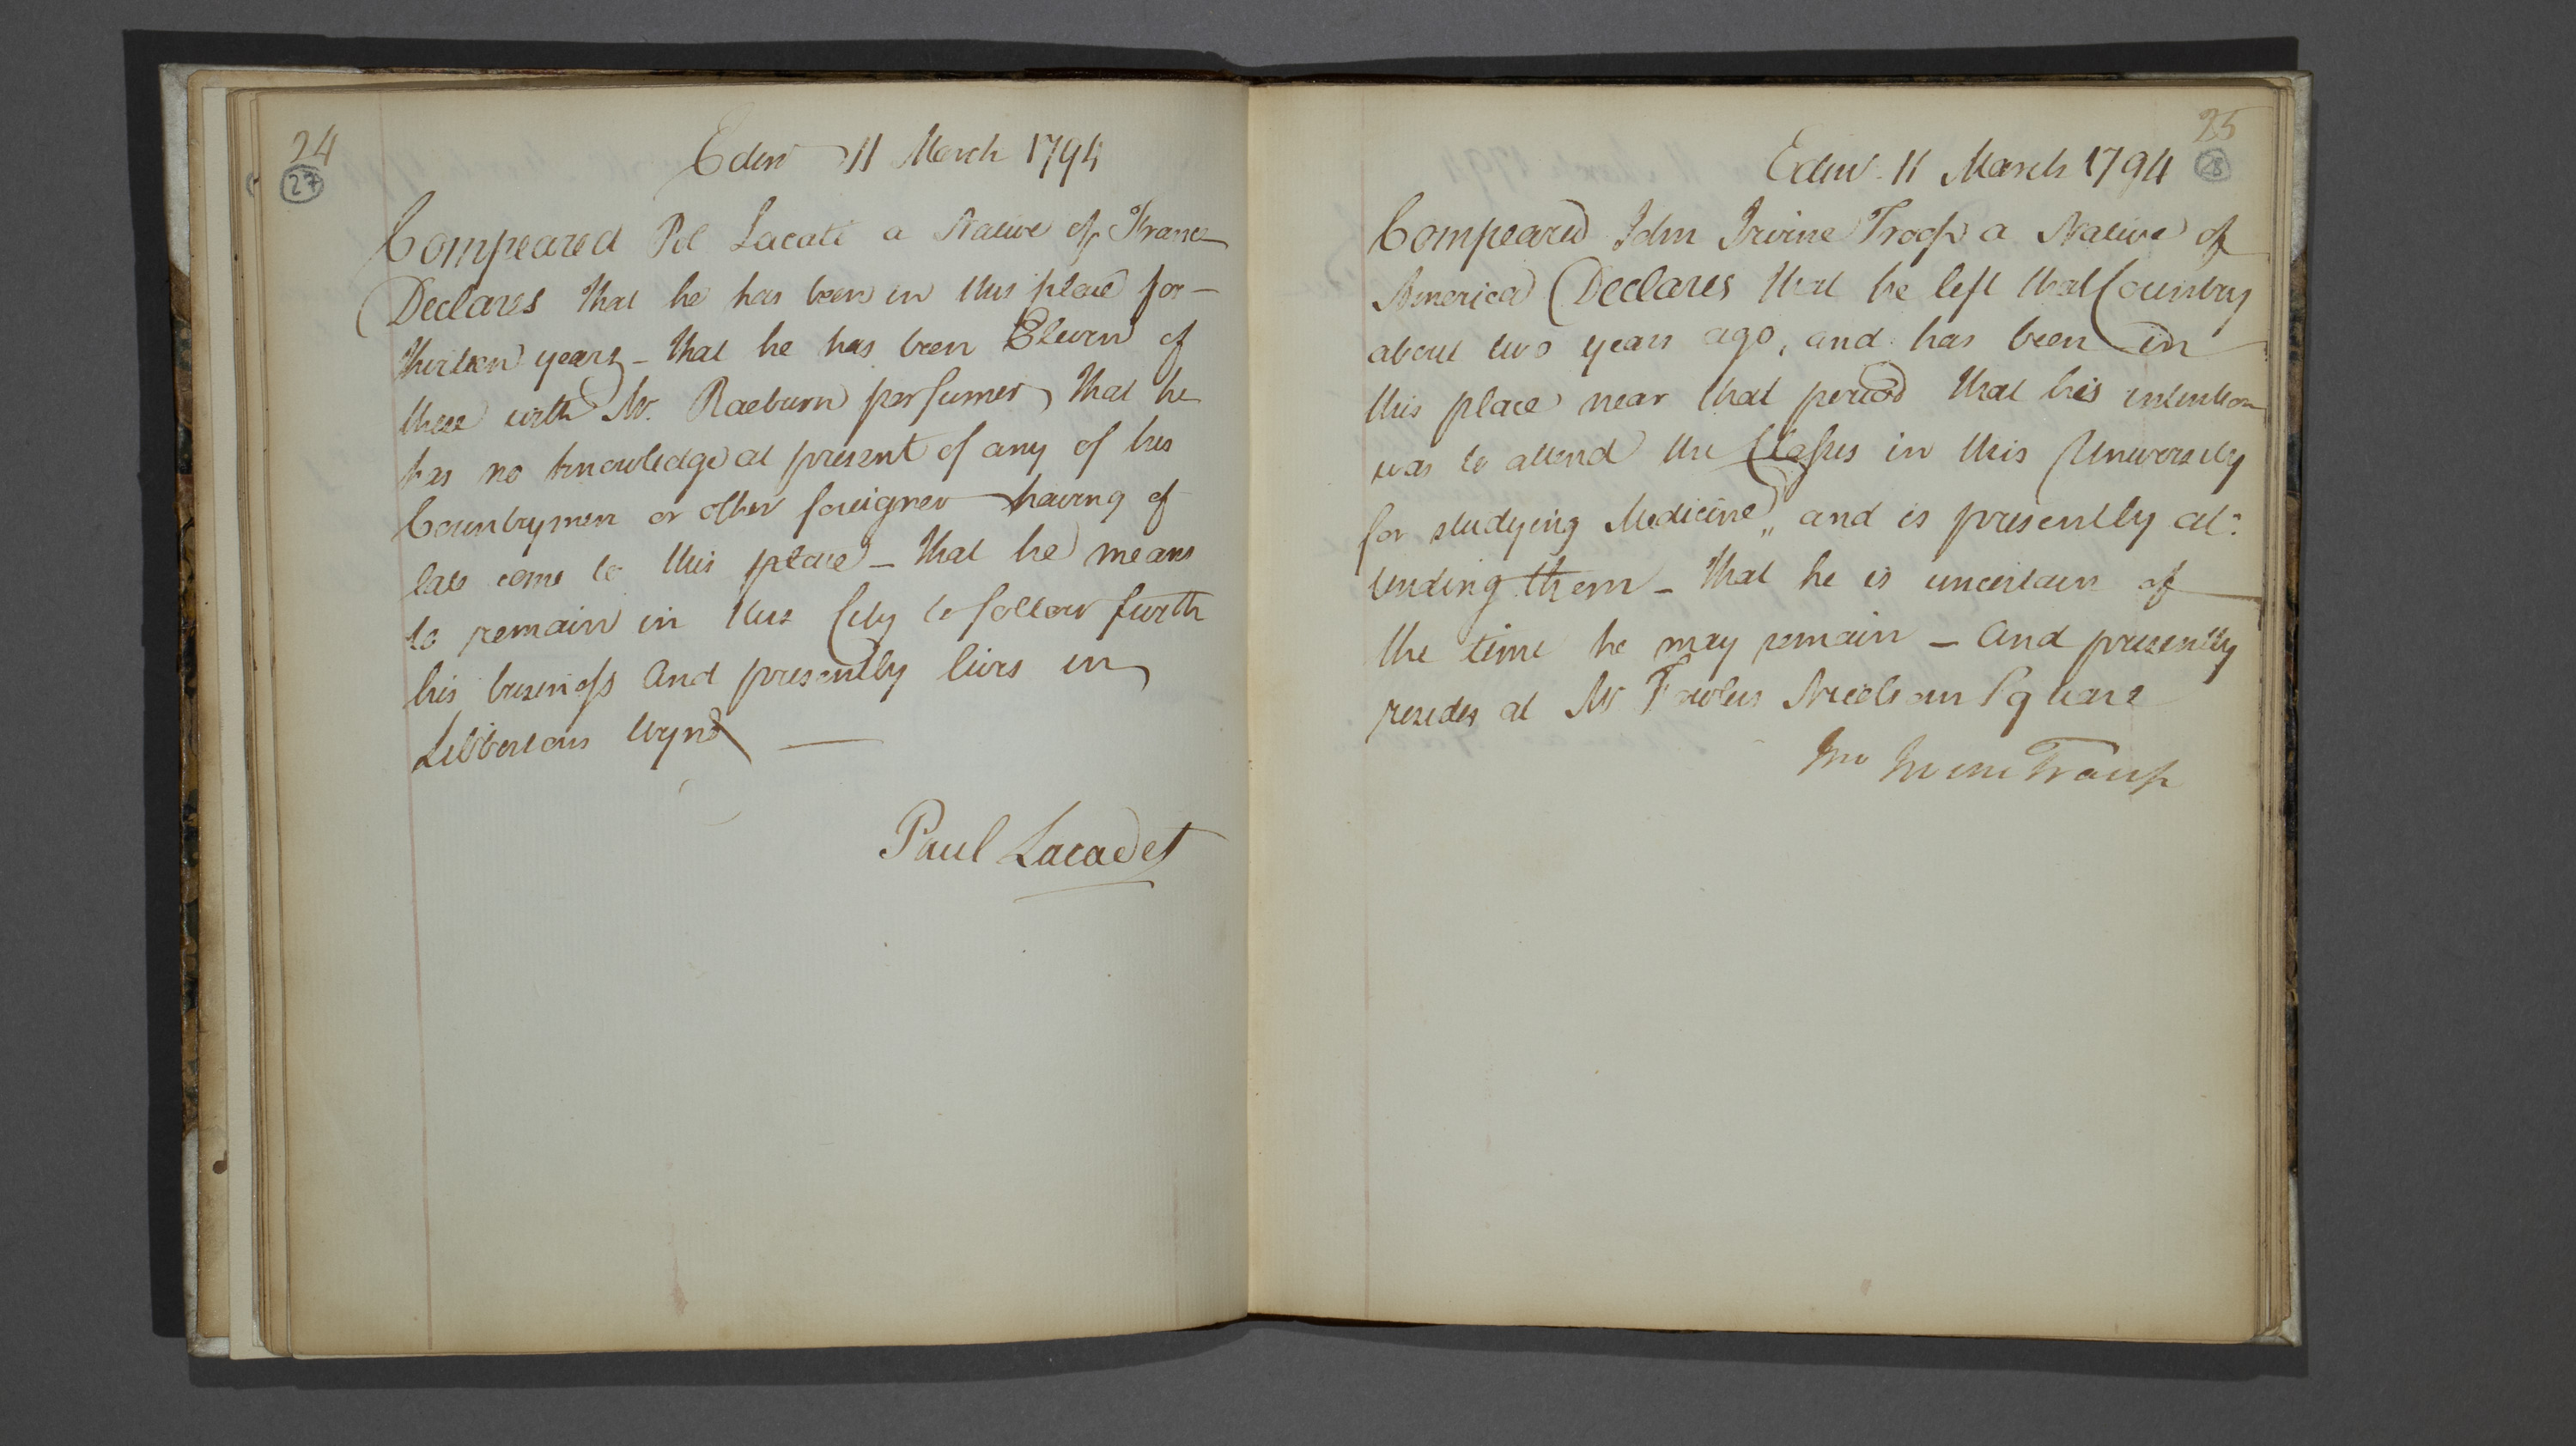 24
27
Edinr 11 March 1794
Compeared Pol Lacate a Native of France
Declares that he has been in this place for
thirteen years - that he has been Eleven of
these with Mr. Raeburn perfumer, that he
has no knowledge at present of any of his
Countrymen or other foreigner having of
late come to this place - that he means
to remain in this City to follow furth
his business and presently lives in
Libbertons Wynd
Paul Lacadet
25
28
Edinr. 11 March 1794
Compeared John Irvine Troop a Native of
America Declares that he left that Country
about two years ago, and has been in
this place near that period that his intention
was to attend the Classes in this University
for studying Medicine, and is presently at:
tending them - that he is uncertain of
the time he may remain - and presently
resides at Mr Fowlers Nicolson Square
Jno Irvine Troup